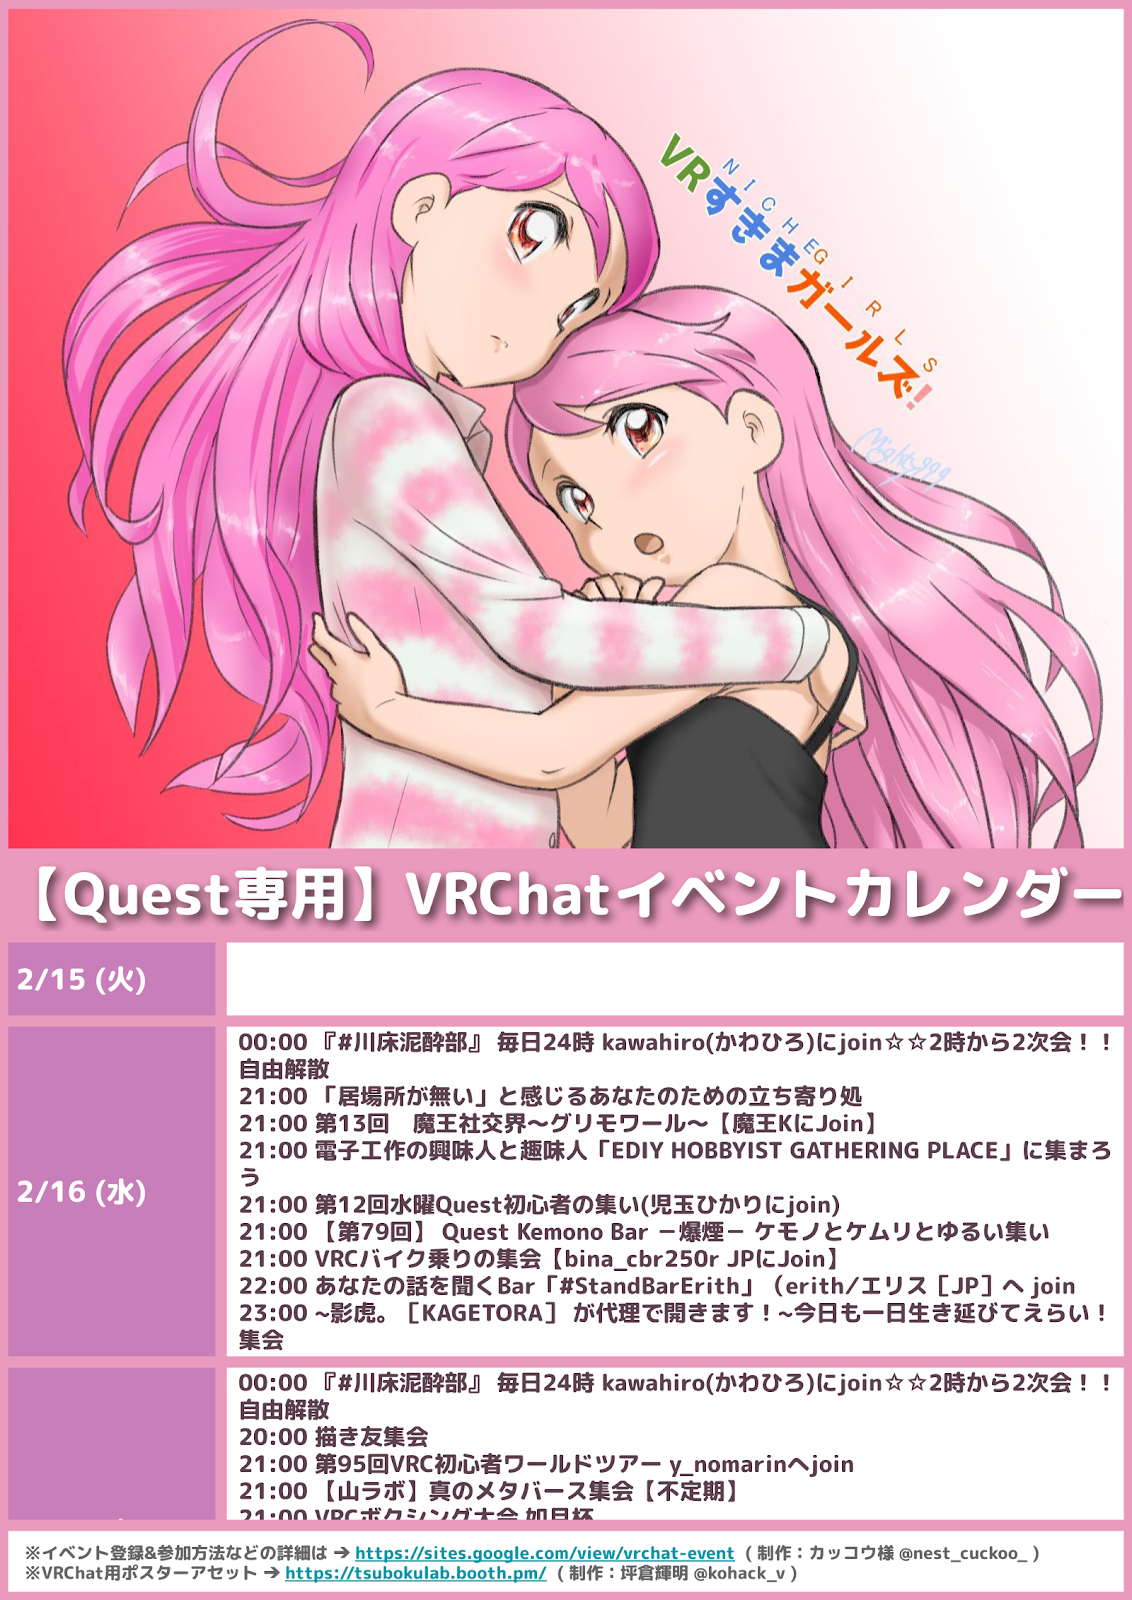 VRすきまガールズ!
NICHE GIRLS
Mighty999
【Quest専用】VRChatイベントカレンダー
2/15 (火)
2/16 (水)
00:00 『#川床泥酔部』 毎日24時 kawahiro(かわひろ)にjoin☆☆2時から2次会！！
自由解散
21:00 「居場所が無い」と感じるあなたのための立ち寄り処
21:00 第13回　魔王社交界～グリモワール～【魔王KにJoin】
21:00 電子工作の興味人と趣味人「EDIY HOBBYIST GATHERING PLACE」に集まろ
う
21:00 第12回水曜Quest初心者の集い(児玉ひかりにjoin)
21:00 【第79回】 Quest Kemono Bar －爆煙－ ケモノとケムリとゆるい集い
21:00 VRCバイク乗りの集会【bina_cbr250r JPにJoin】
22:00 あなたの話を聞くBar「#StandBarErith」（erith/エリス［JP］へ join
23:00 ~影虎。［KAGETORA］ が代理で開きます！~今日も一日生き延びてえらい！
集会
00:00 『#川床泥酔部』 毎日24時 kawahiro(かわひろ)にjoin☆☆2時から2次会！！
自由解散
20:00 描き友集会
21:00 第95回VRC初心者ワールドツアー y_nomarinへjoin
21:00 【山ラボ】真のメタバース集会【不定期】
21:00 VRCボクシング大会 如月杯
※イベント登録&参加方法などの詳細は ➔ https://sites.google.com/view/vrchat-event （制作：カッコウ様 @nest_cuckoo_ ）
※VRChat用ポスターアセット ➔ https://tsubokulab.booth.pm/ （制作：坪倉輝明 @kohack_v ）